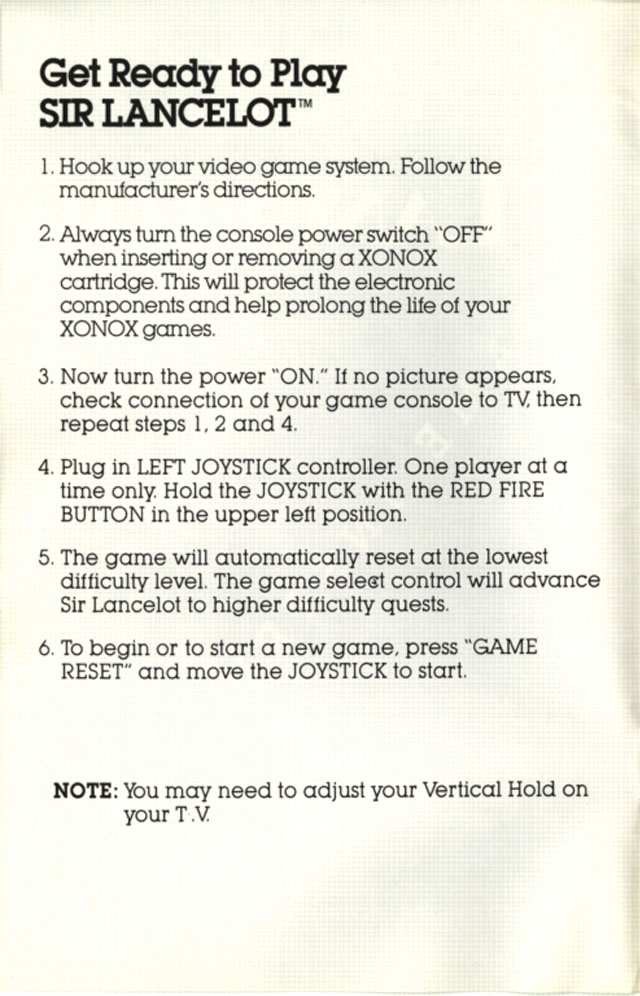 Get Ready to Play
SIR LANCELOT™
1. Hook up your video game system. Follow the
manufacturer's directions.
2. Always turn the console power switch "OFF"
when inserting or removing a XONOX
cartridge. This will protect the electronic
components and help prolong the life of your
XONOX games.
3. Now turn the power "ON." If no picture appears,
check connection of your game console to TV, then
repeat steps 1, 2 and 4.
4. Plug in LEFT JOYSTICK controller. One player at a
time only. Hold the JOYSTICK with the RED FIRE
BUTTON in the upper left position.
5. The game will automatically reset at the lowest
difficulty level. The game select control will advance
Sir Lancelot to higher difficulty quests.
6. To begin or to start a new game, press "GAME
RESET" and move the JOYSTICK to start.
NOTE: You may need to adjust your Vertical Hold on
your T.V.